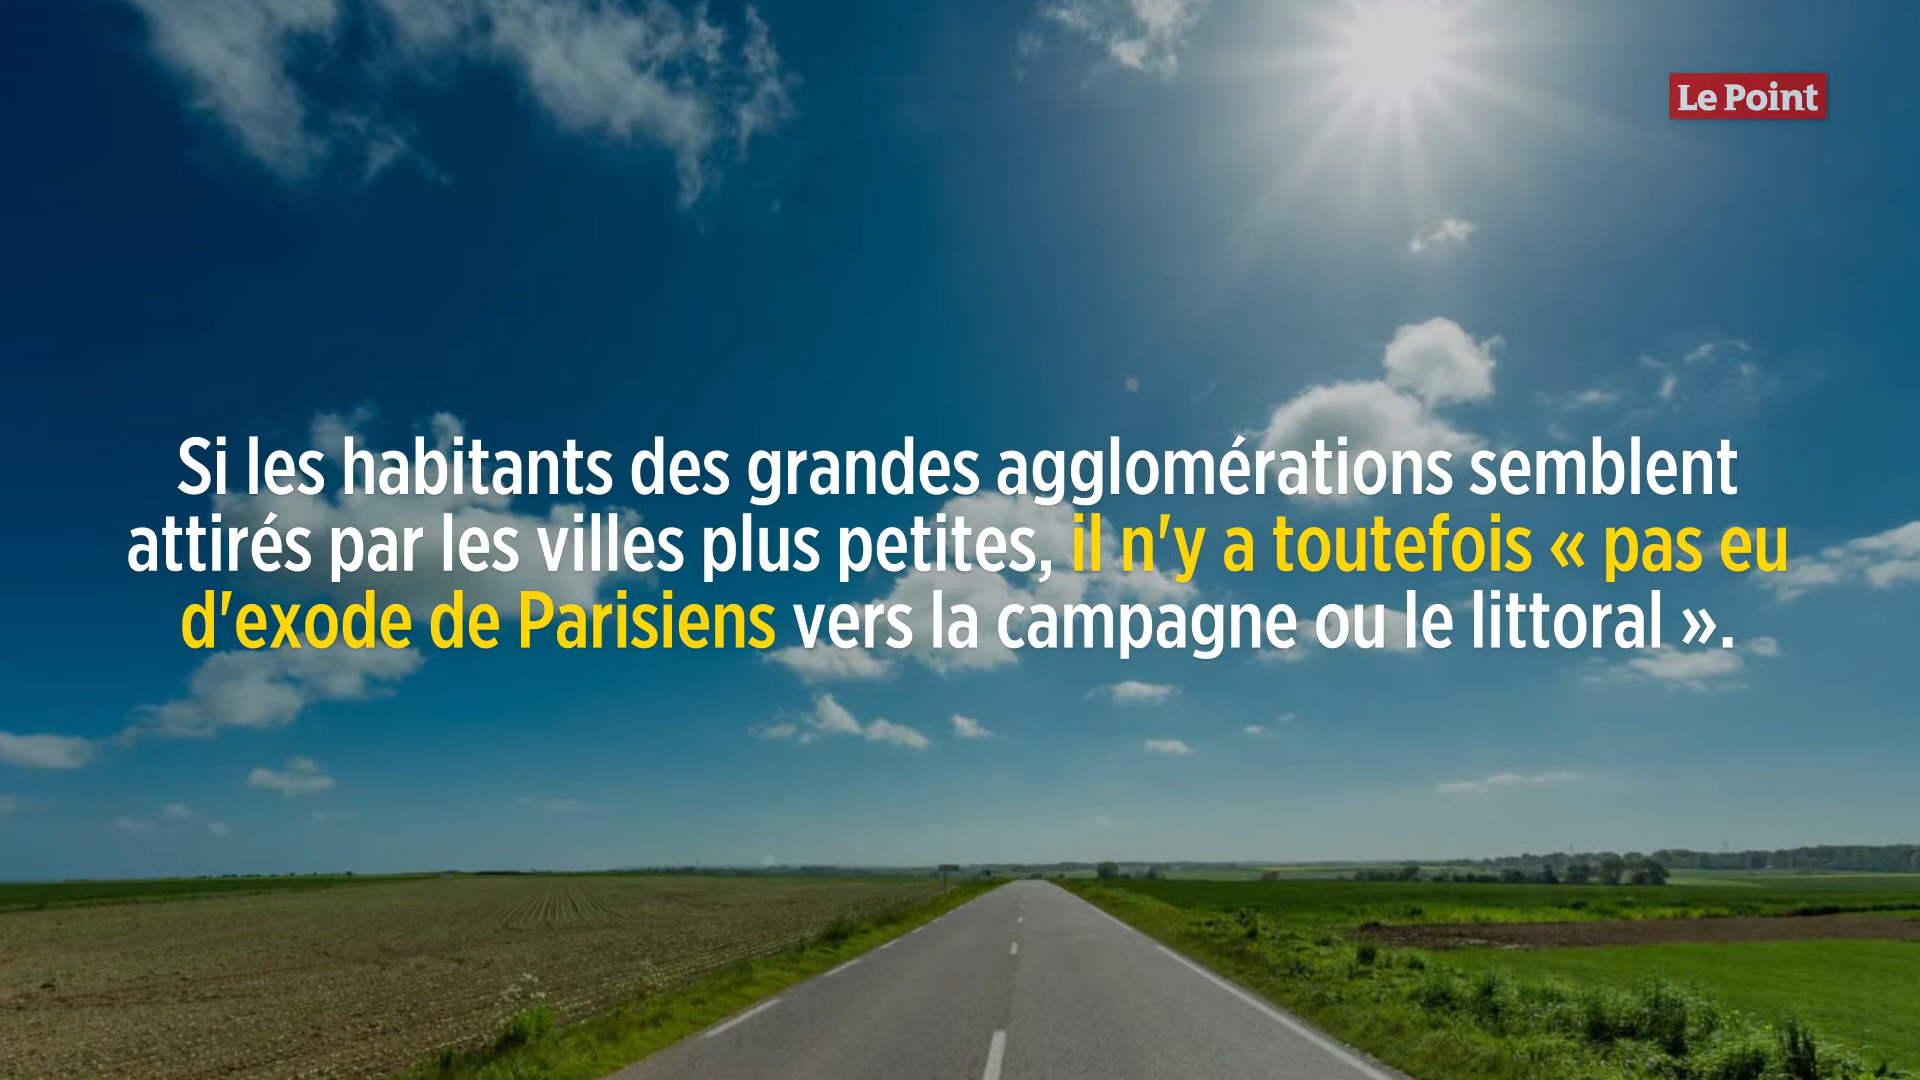 Le Point
Si les habitants des grandes agglomérations semblent
attirés par les villes plus petites, il n'y a toutefois « pas eu
d'exode de Parisiens vers la campagne ou le littoral ».